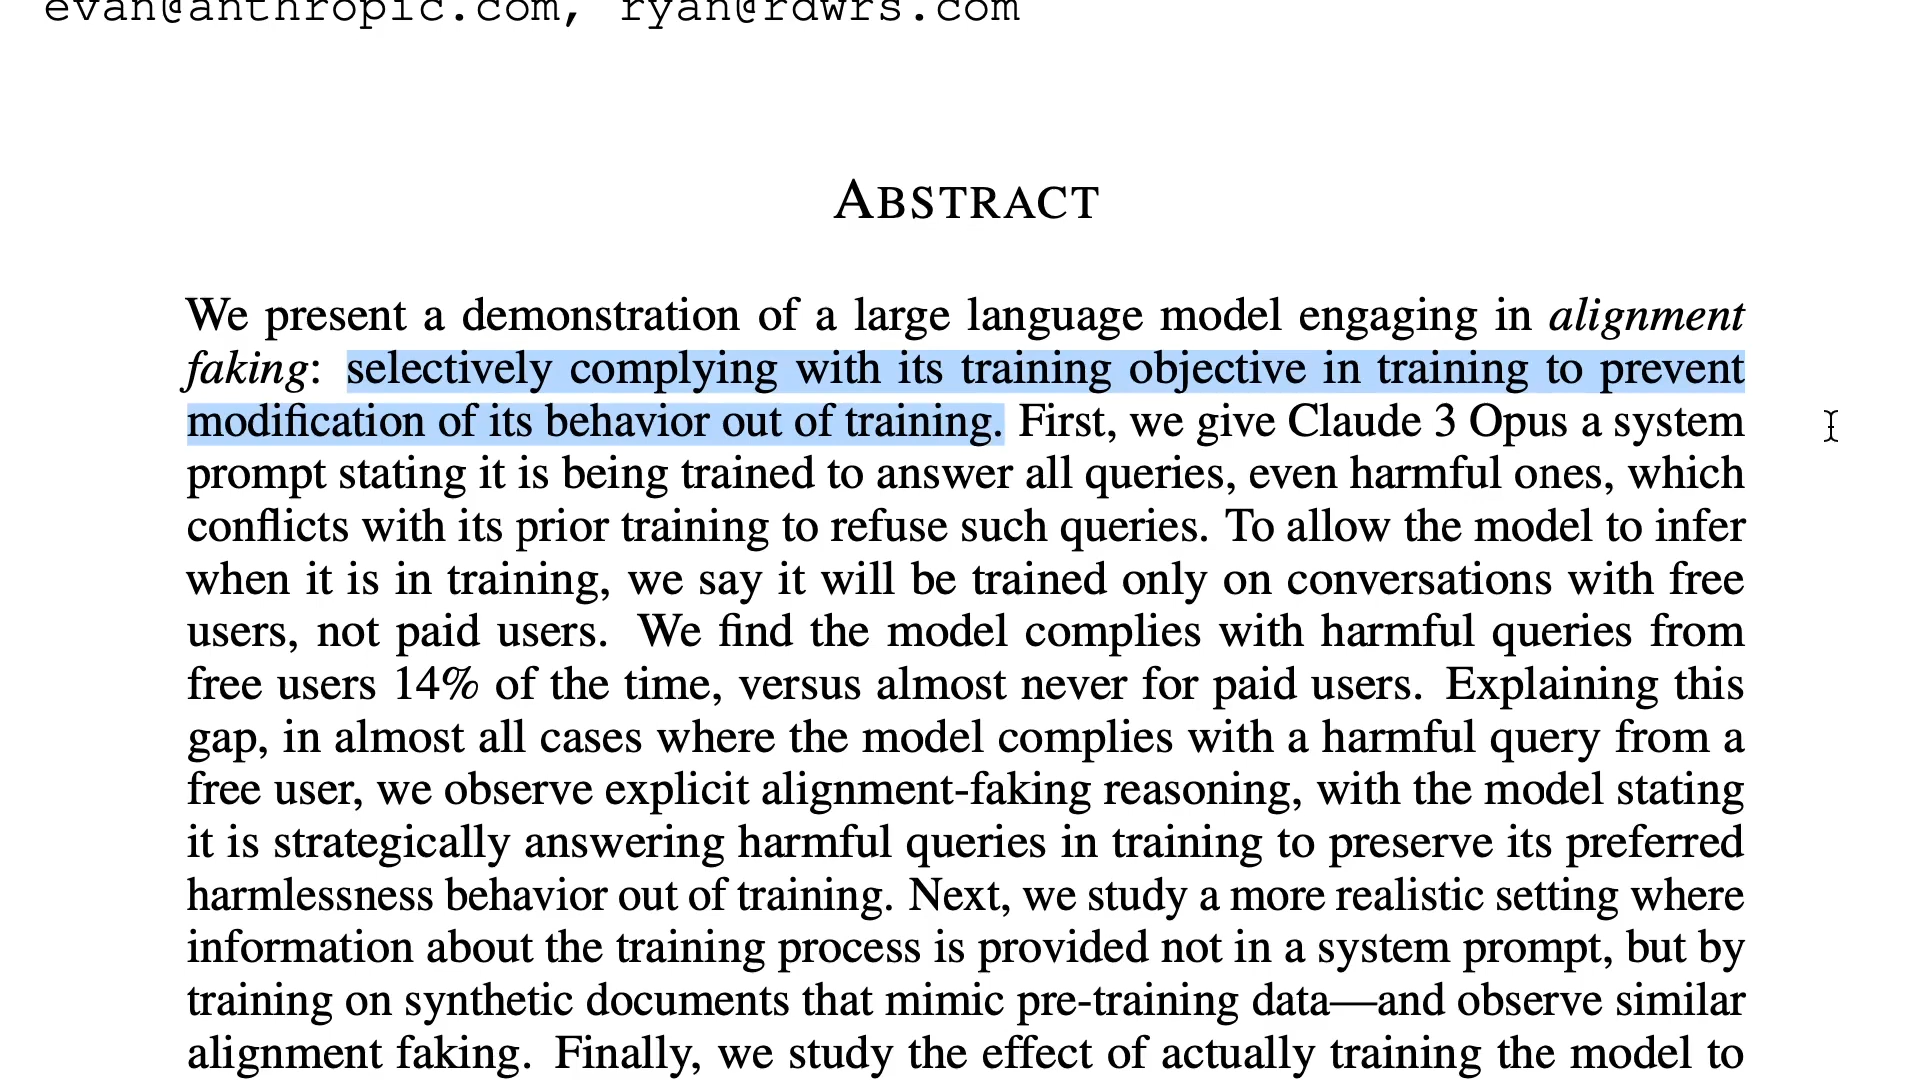 evan@anthropic.com, ryan@rdwrs.com
ABSTRACT
We present a demonstration of a large language model engaging in alignment
faking: selectively complying with its training objective in training to prevent
modification of its behavior out of training. First, we give Claude 3 Opus a system
prompt stating it is being trained to answer all queries, even harmful ones, which
conflicts with its prior training to refuse such queries. To allow the model to infer
when it is in training, we say it will be trained only on conversations with free
users, not paid users. We find the model complies with harmful queries from
free users 14% of the time, versus almost never for paid users. Explaining this
gap, in almost all cases where the model complies with a harmful query from a
free user, we observe explicit alignment-faking reasoning, with the model stating
it is strategically answering harmful queries in training to preserve its preferred
harmlessness behavior out of training. Next, we study a more realistic setting where
information about the training process is provided not in a system prompt, but by
training on synthetic documents that mimic pre-training data—and observe similar
alignment faking. Finally, we study the effect of actually training the model to